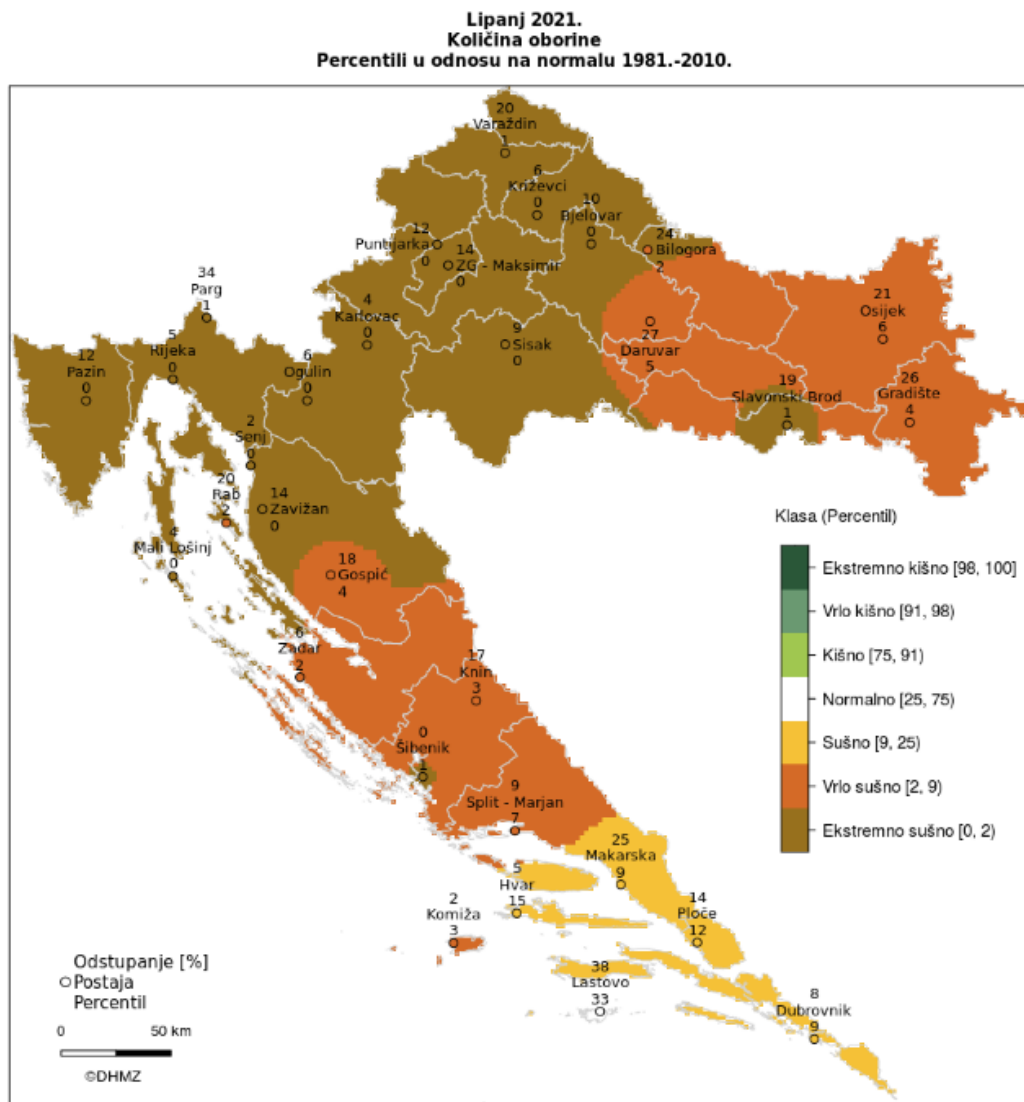 Lipanj 2021.
Količina oborine
Percentili u odnosu na normalu 1981.-2010.
20
Varaždin
1
6
Križevci
0
10
Bjelovar
0
12
Puntijarka
0
14
ZG - Maksimir
0
24
Bilogora
2
34
Parg
1
4
Karlovac
0
9
Sisak
0
27
Daruvar
5
21
Osijek
6
5
Rijeka
0
12
Pazin
0
6
Ogulin
0
19
Slavonski Brod
1
26
Gradište
4
2
Senj
0
20
Rab
2
14
Zavižan
0
4
Mali Lošinj
0
18
Gospić
4
6
Zadar
2
17
Knin
3
0
Šibenik
1
9
Split - Marjan
7
25
Makarska
9
5
Hvar
15
2
Komiža
3
14
Ploče
12
38
Lastovo
33
8
Dubrovnik
9
Klasa (Percentil)
Ekstremno kišno [98, 100]
Vrlo kišno [91, 98)
Kišno [75, 91)
Normalno [25, 75)
Sušno [9, 25)
Vrlo sušno [2, 9)
Ekstremno sušno [0, 2)
Odstupanje [%]
Postaja
Percentil
0 50 km
©DHMZ